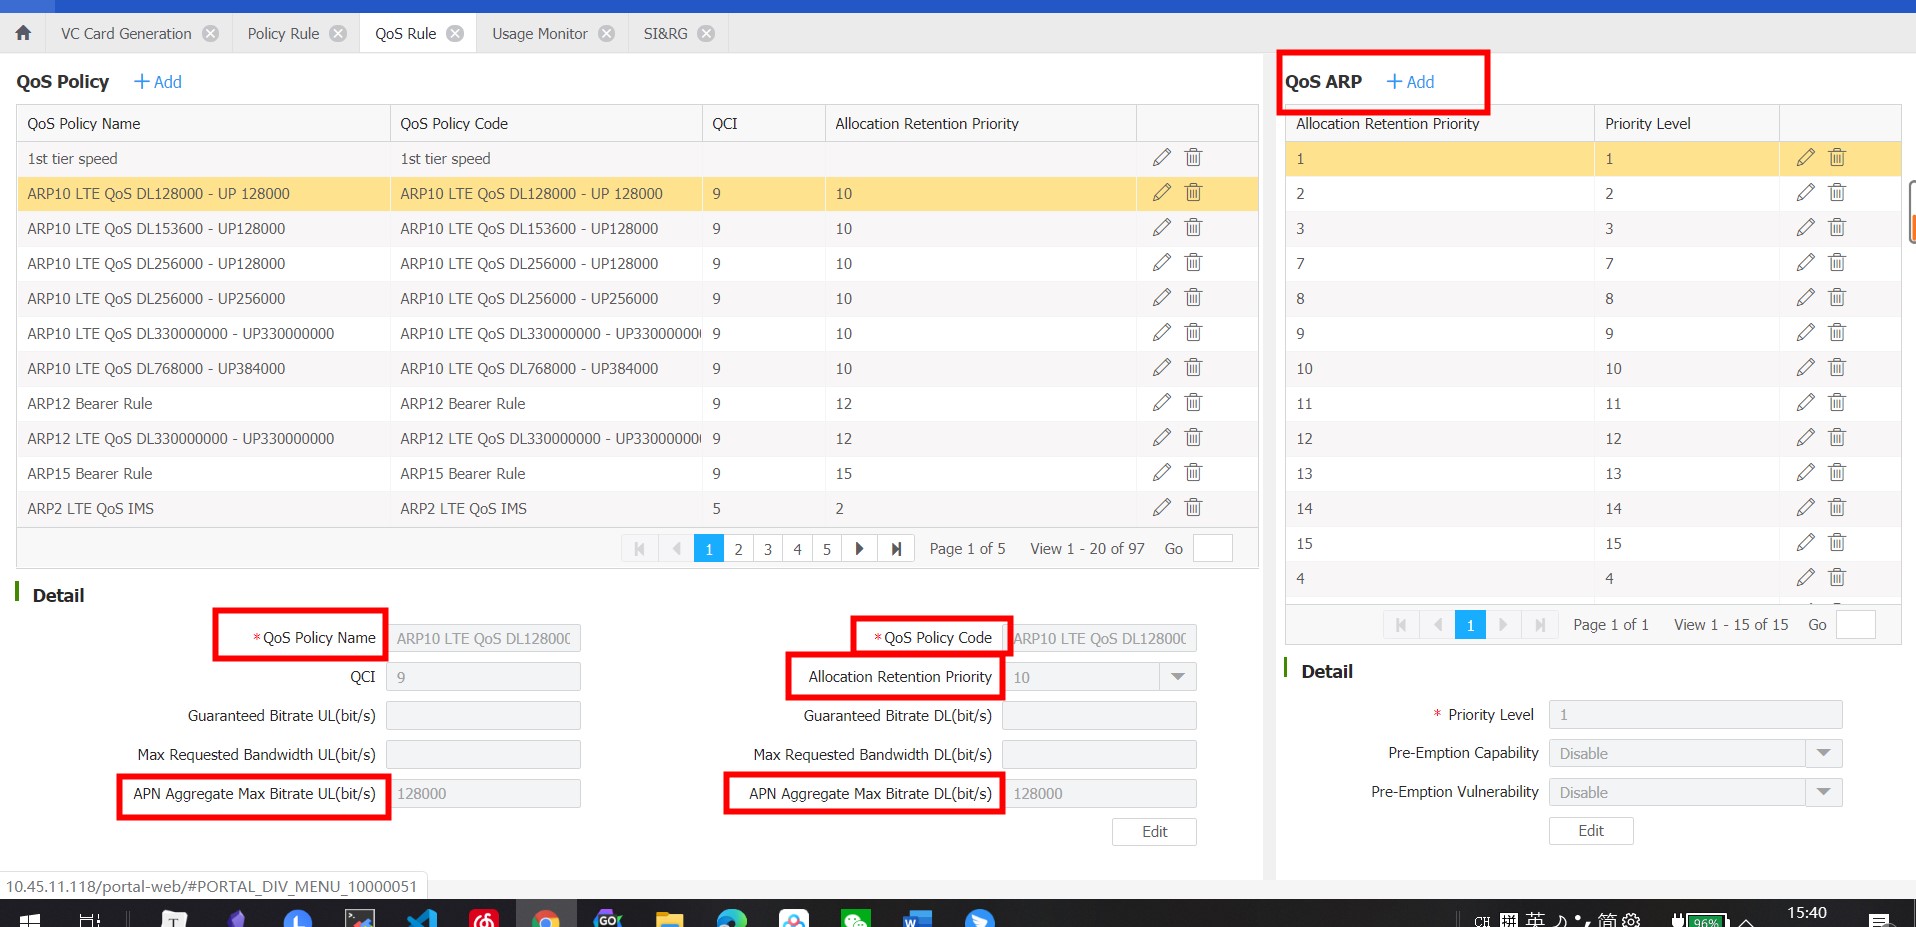 VC Card Generation Policy Rule QoS Rule Usage Monitor SI&RG
QoS Policy + Add
QoS Policy Name QoS Policy Code QCI Allocation Retention Priority
1st tier speed 1st tier speed
ARP10 LTE QoS DL128000 - UP 128000 ARP10 LTE QoS DL128000 - UP 128000 9 10
ARP10 LTE QoS DL153600 - UP128000 ARP10 LTE QoS DL153600 - UP128000 9 10
ARP10 LTE QoS DL256000 - UP128000 ARP10 LTE QoS DL256000 - UP128000 9 10
ARP10 LTE QoS DL256000 - UP256000 ARP10 LTE QoS DL256000 - UP256000 9 10
ARP10 LTE QoS DL330000000 - UP330000000 ARP10 LTE QoS DL330000000 - UP330000000 9 10
ARP10 LTE QoS DL768000 - UP384000 ARP10 LTE QoS DL768000 - UP384000 9 10
ARP12 Bearer Rule ARP12 Bearer Rule 9 12
ARP12 LTE QoS DL330000000 - UP330000000 ARP12 LTE QoS DL330000000 - UP330000000 9 12
ARP15 Bearer Rule ARP15 Bearer Rule 9 15
ARP2 LTE QoS IMS ARP2 LTE QoS IMS 5 2
1 2 3 4 5 Page 1 of 5 View 1 - 20 of 97 Go
Detail
*QoS Policy Name ARP10 LTE QoS DL128000 *QoS Policy Code ARP10 LTE QoS DL128000
QCI 9 Allocation Retention Priority 10
Guaranteed Bitrate UL(bit/s) Guaranteed Bitrate DL(bit/s)
Max Requested Bandwidth UL(bit/s) Max Requested Bandwidth DL(bit/s)
APN Aggregate Max Bitrate UL(bit/s) 128000 APN Aggregate Max Bitrate DL(bit/s) 128000
Edit
QoS ARP + Add
Allocation Retention Priority Priority Level
1 1
2 2
3 3
7 7
8 8
9 9
10 10
11 11
12 12
13 13
14 14
15 15
4 4
1 Page 1 of 1 View 1 - 15 of 15 Go
Detail
* Priority Level 1
Pre-Emption Capability Disable
Pre-Emption Vulnerability Disable
Edit
10.45.11.118/portal-web/#PORTAL_DIV_MENU_10000051
T L GO W CH 拼 英 简 96% 15:40